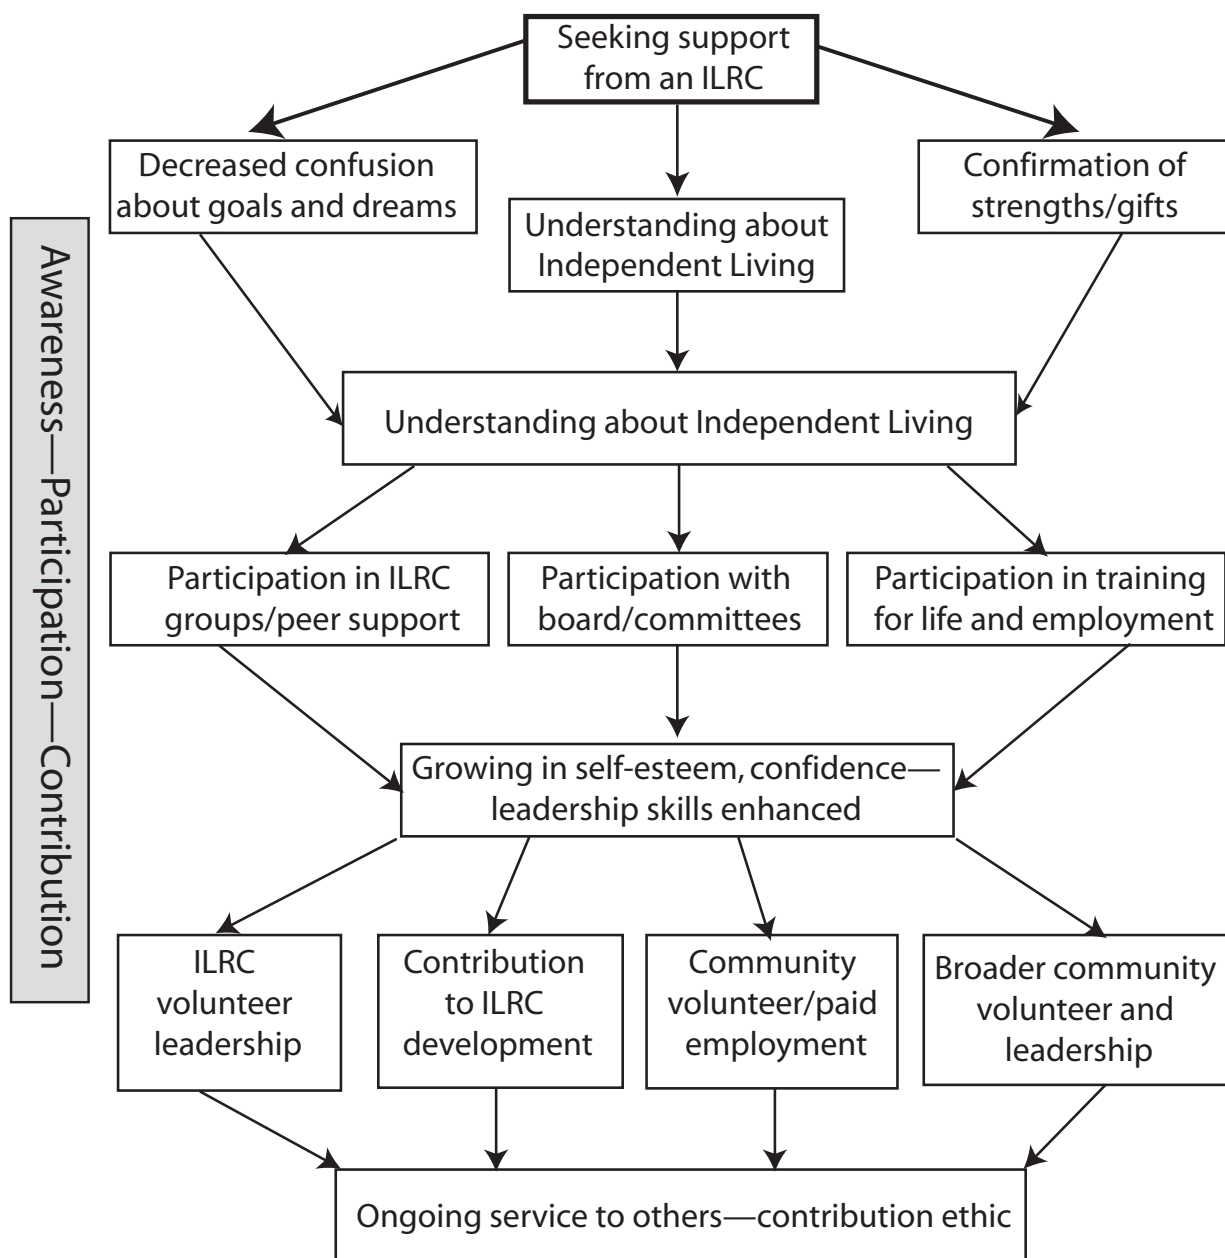 Seeking support
from an ILRC
Decreased confusion
about goals and dreams
Understanding about
Independent Living
Confirmation of
strengths/gifts
Understanding about Independent Living
Participation in ILRC
groups/peer support
Participation with
board/committees
Participation in training
for life and employment
Growing in self-esteem, confidence—
leadership skills enhanced
ILRC
volunteer
leadership
Contribution
to ILRC
development
Community
volunteer/paid
employment
Broader community
volunteer and
leadership
Ongoing service to others—contribution ethic
Awareness—Participation—Contribution